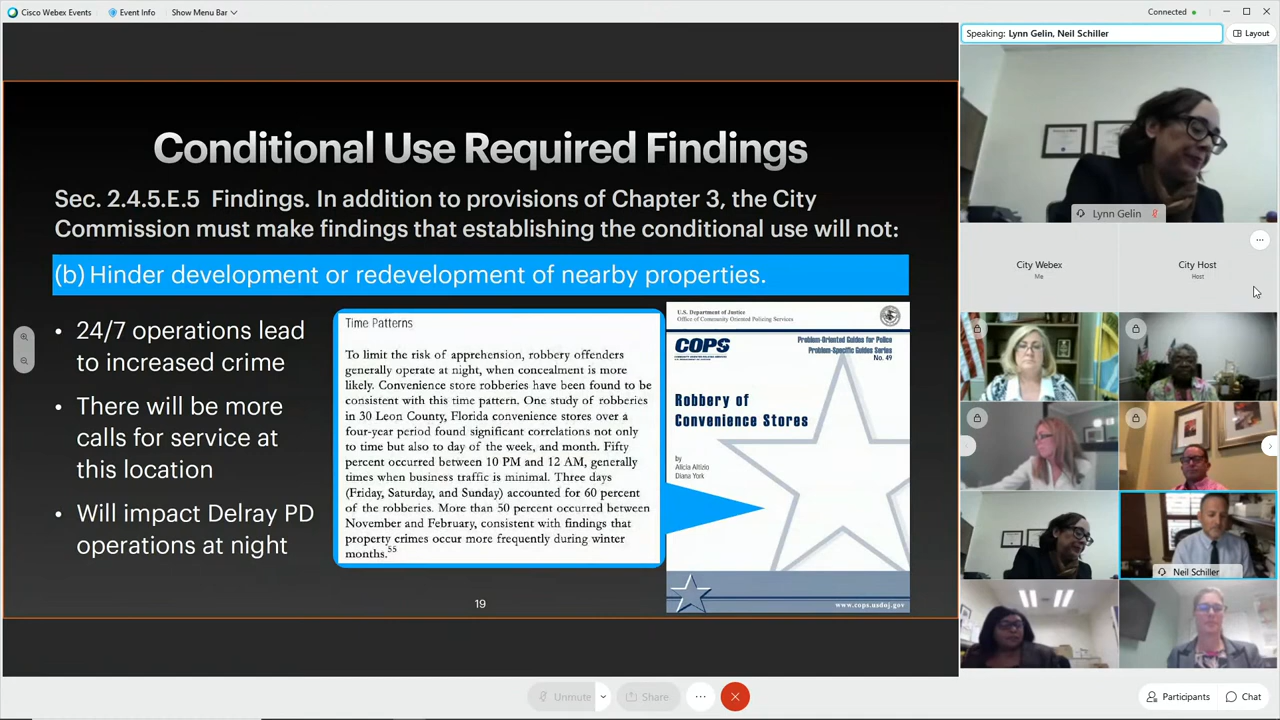 Cisco Webex Events
Event Info
Show Menu Bar
Connected
Speaking: Lynn Gelin, Neil Schiller
Layout
Conditional Use Required Findings
Sec. 2.4.5.E.5 Findings. In addition to provisions of Chapter 3, the City
Commission must make findings that establishing the conditional use will not:
(b) Hinder development or redevelopment of nearby properties.
• 24/7 operations lead
to increased crime
• There will be more
calls for service at
this location
• Will impact Delray PD
operations at night
Time Patterns
To limit the risk of apprehension, robbery offenders
generally operate at night, when concealment is more
likely. Convenience store robberies have been found to be
consistent with this time pattern. One study of robberies
in 30 Leon County, Florida convenience stores over a
four-year period found significant correlations not only
to time but also to day of the week, and month. Fifty
percent occurred between 10 PM and 12 AM, generally
times when business traffic is minimal. Three days
(Friday, Saturday, and Sunday) accounted for 60 percent
of the robberies. More than 50 percent occurred between
November and February, consistent with findings that
property crimes occur more frequently during winter
months.55
U.S. Department of Justice
Office of Community Oriented Policing Services
COPS
COMMUNITY ORIENTED POLICING SERVICES
U.S. DEPARTMENT OF JUSTICE
Problem-Oriented Guides for Police
Problem-Specific Guides Series
No. 49
Robbery of
Convenience Stores
by
Alicia Altizio
Diana York
www.cops.usdoj.gov
19
Lynn Gelin
City Webex
Me
City Host
Host
Neil Schiller
Unmute
Share
Participants
Chat